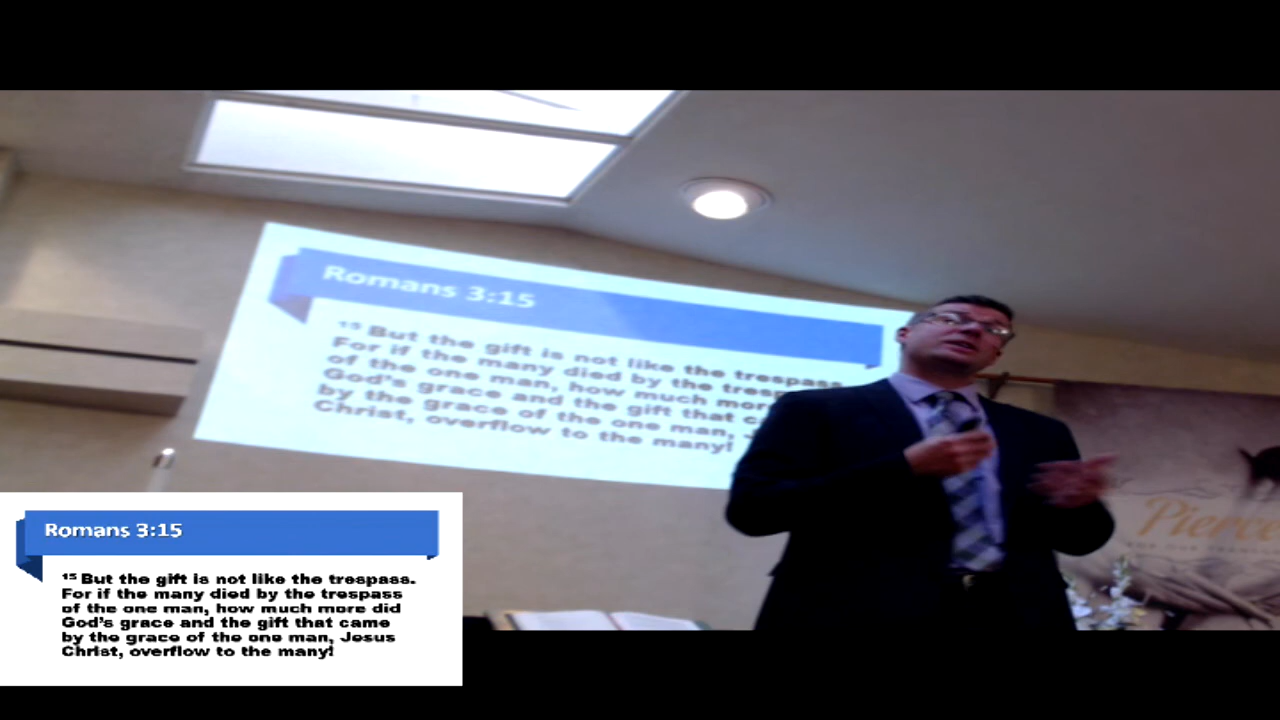 Romans 3:15
15 But the gift is not like the trespass
For if the many died by the
of the one man, how much more
God's grace and the gift that
by the grace of the one man,
Christ, overflow to the many!
Pierce
Romans 3:15
15 But the gift is not like the trespass.
For if the many died by the trespass
of the one man, how much more did
God's grace and the gift that came
by the grace of the one man, Jesus
Christ, overflow to the many!